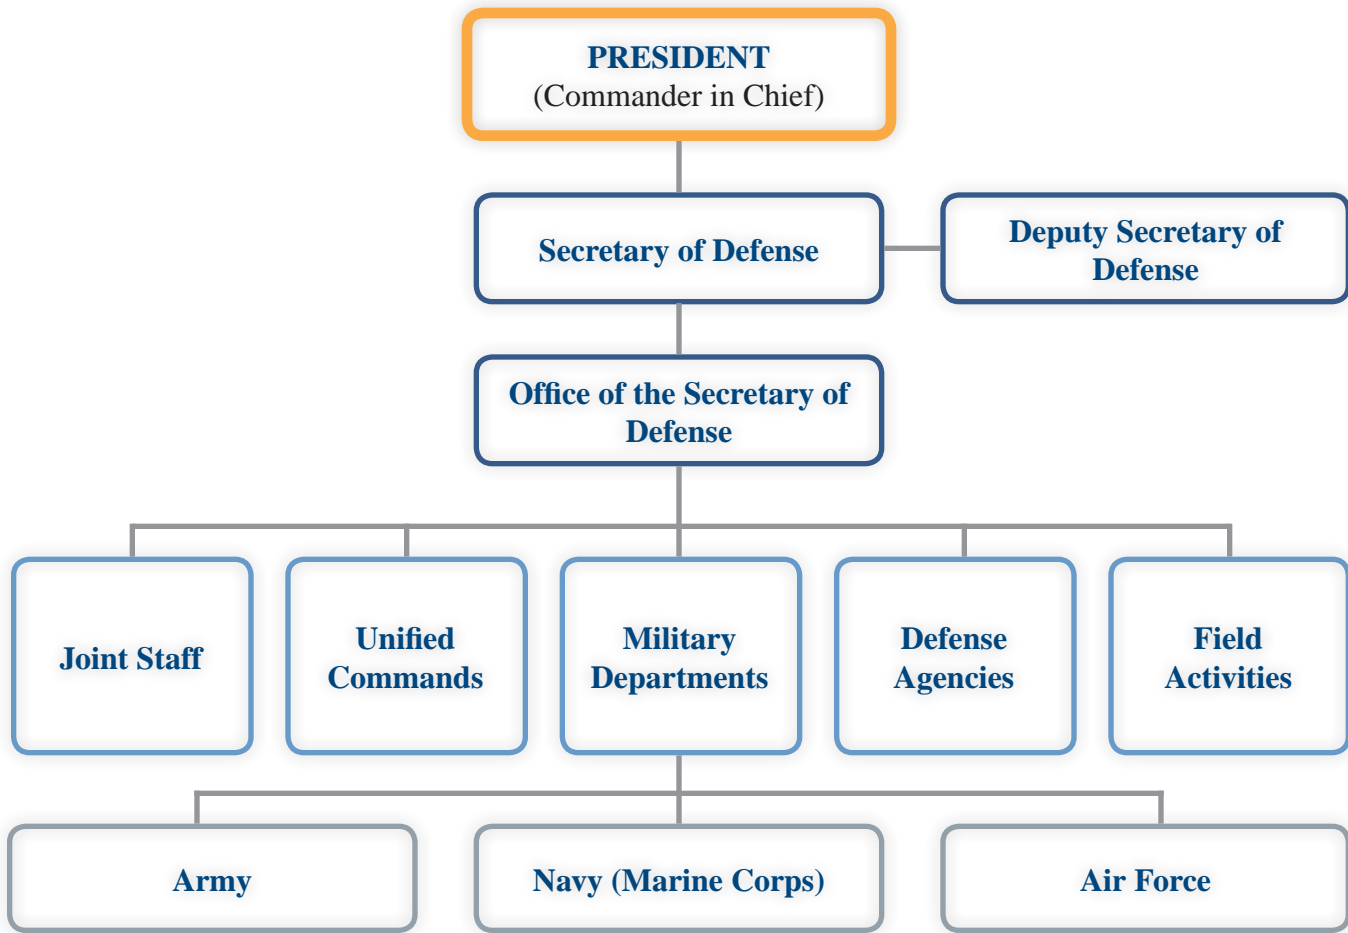 PRESIDENT
(Commander in Chief)
Secretary of Defense
Deputy Secretary of
Defense
Office of the Secretary of
Defense
Joint Staff
Unified
Commands
Military
Departments
Defense
Agencies
Field
Activities
Army
Navy (Marine Corps)
Air Force